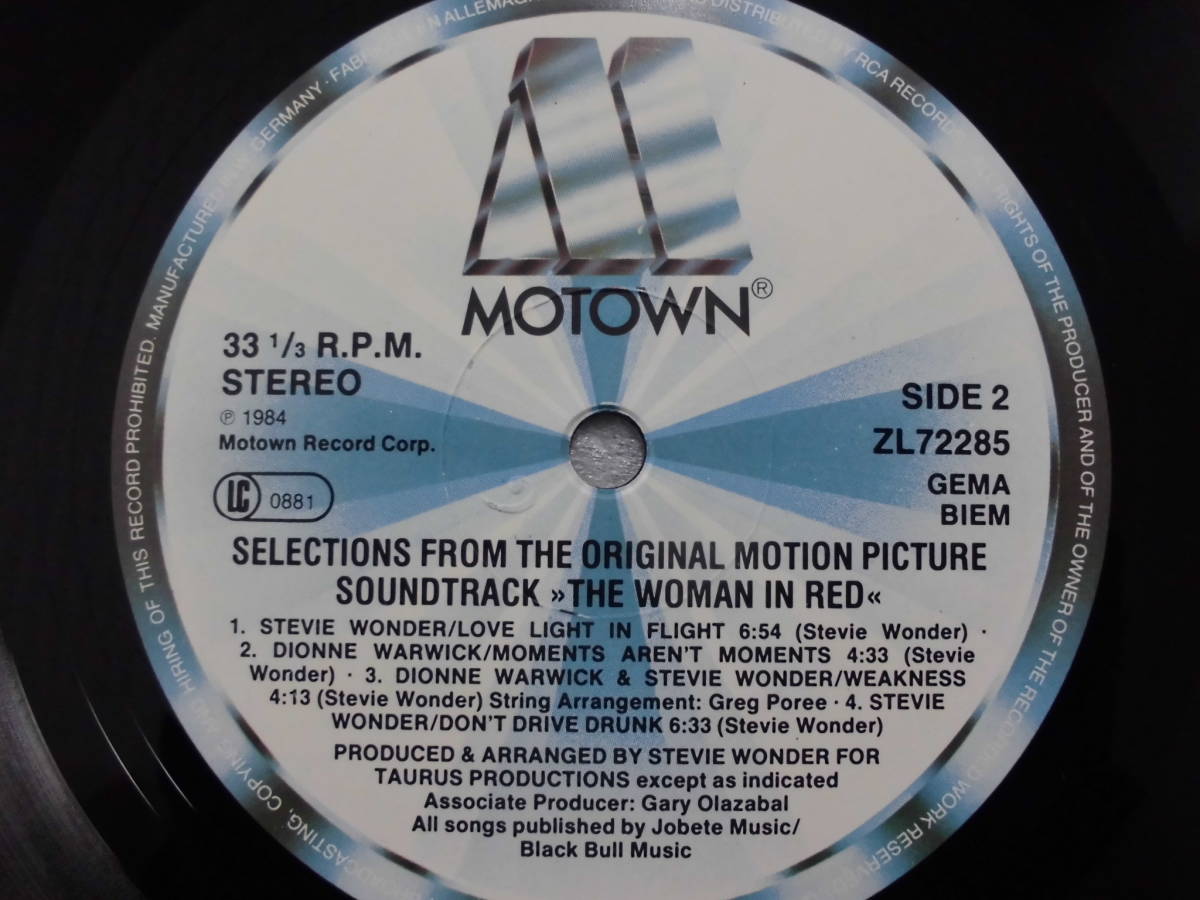 MOTOWN®
33 1/3 R.P.M.
STEREO
℗ 1984
Motown Record Corp.
LC 0881
SIDE 2
ZL72285
GEMA
BIEM
SELECTIONS FROM THE ORIGINAL MOTION PICTURE
SOUNDTRACK »THE WOMAN IN RED«
1. STEVIE WONDER/LOVE LIGHT IN FLIGHT 6:54 (Stevie Wonder) ·
2. DIONNE WARWICK/MOMENTS AREN'T MOMENTS 4:33 (Stevie
Wonder) · 3. DIONNE WARWICK & STEVIE WONDER/WEAKNESS
4:13 (Stevie Wonder) String Arrangement: Greg Poree · 4. STEVIE
WONDER/DON'T DRIVE DRUNK 6:33 (Stevie Wonder)
PRODUCED & ARRANGED BY STEVIE WONDER FOR
TAURUS PRODUCTIONS except as indicated
Associate Producer: Gary Olazabal
All songs published by Jobete Music/
Black Bull Music
HIRING OF THIS RECORD PROHIBITED. MANUFACTURED GERMANY · ALLEMAGNE DISTRIBUTED BY RCA RECORD RIGHTS OF THE PRODUCER AND OF THE OWNER OF THE WORK COPYING AND